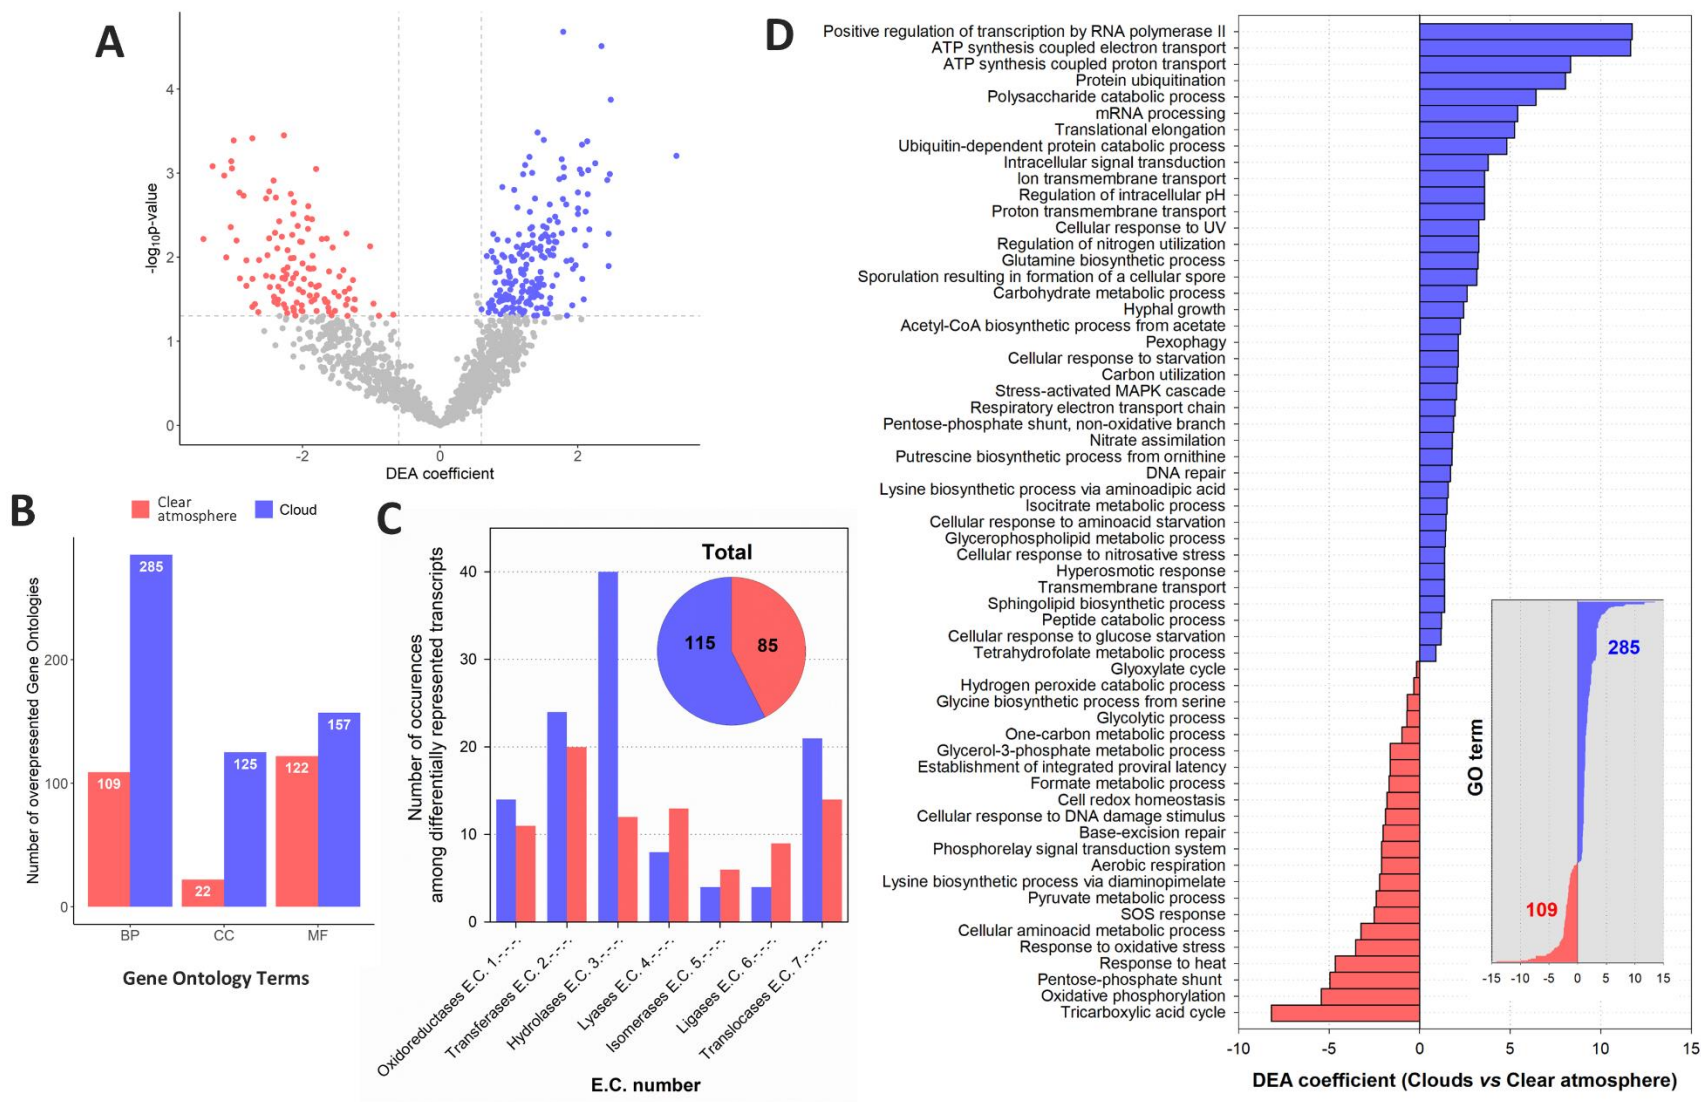 A
4
3
2
1
0
-log10p-value
-2
0
2
DEA coefficient
B
Clear
atmosphere
Cloud
Number of overrepresented Gene Ontologies
200
100
0
109
285
22
125
122
157
BP
CC
MF
Gene Ontology Terms
C
Number of occurences
among differentially represented transcripts
40
30
20
10
0
Total
115
85
Oxidoreductases E.C. 1.-.-.-.
Transferases E.C. 2.-.-.-.
Hydrolases E.C. 3.-.-.-.
Lyases E.C. 4.-.-.-.
Isomerases E.C. 5.-.-.-.
Ligases E.C. 6.-.-.-.
Translocases E.C. 7.-.-.-.
E.C. number
D
Positive regulation of transcription by RNA polymerase II
ATP synthesis coupled electron transport
ATP synthesis coupled proton transport
Protein ubiquitination
Polysaccharide catabolic process
mRNA processing
Translational elongation
Ubiquitin-dependent protein catabolic process
Intracellular signal transduction
Ion transmembrane transport
Regulation of intracellular pH
Proton transmembrane transport
Cellular response to UV
Regulation of nitrogen utilization
Glutamine biosynthetic process
Sporulation resulting in formation of a cellular spore
Carbohydrate metabolic process
Hyphal growth
Acetyl-CoA biosynthetic process from acetate
Pexophagy
Cellular response to starvation
Carbon utilization
Stress-activated MAPK cascade
Respiratory electron transport chain
Pentose-phosphate shunt, non-oxidative branch
Nitrate assimilation
Putrescine biosynthetic process from ornithine
DNA repair
Lysine biosynthetic process via aminoadipic acid
Isocitrate metabolic process
Cellular response to aminoacid starvation
Glycerophospholipid metabolic process
Cellular response to nitrosative stress
Hyperosmotic response
Transmembrane transport
Sphingolipid biosynthetic process
Peptide catabolic process
Cellular response to glucose starvation
Tetrahydrofolate metabolic process
Glyoxylate cycle
Hydrogen peroxide catabolic process
Glycine biosynthetic process from serine
Glycolytic process
One-carbon metabolic process
Glycerol-3-phosphate metabolic process
Establishment of integrated proviral latency
Formate metabolic process
Cell redox homeostasis
Cellular response to DNA damage stimulus
Base-excision repair
Phosphorelay signal transduction system
Aerobic respiration
Lysine biosynthetic process via diaminopimelate
Pyruvate metabolic process
SOS response
Cellular aminoacid metabolic process
Response to oxidative stress
Response to heat
Pentose-phosphate shunt
Oxidative phosphorylation
Tricarboxylic acid cycle
-10
-5
0
5
10
15
DEA coefficient (Clouds vs Clear atmosphere)
GO term
285
109
-15
-10
-5
0
5
10
15